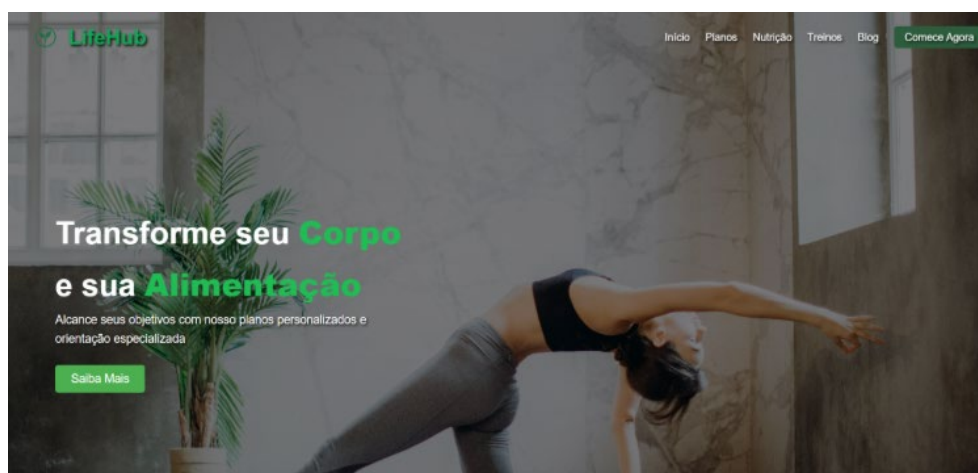 LifeHub
Início Planos Nutrição Treinos Blog Comece Agora
Transforme seu Corpo
e sua Alimentação
Alcance seus objetivos com nosso planos personalizados e
orientação especializada
Saiba Mais